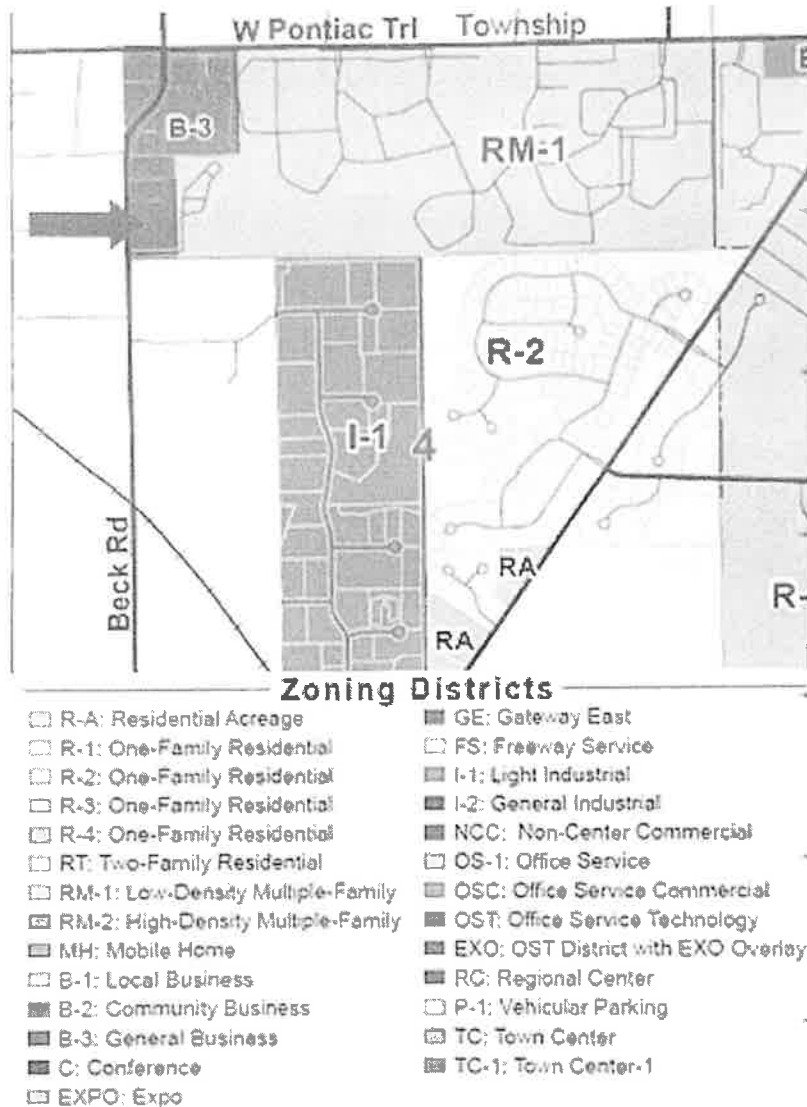 W Pontiac Trl Township
B-3
RM-1
R-2
I-1
4
Beck Rd
RA
RA
R-
Zoning Districts
R-A: Residential Acreage
R-1: One-Family Residential
R-2: One-Family Residential
R-3: One-Family Residential
R-4: One-Family Residential
RT: Two-Family Residential
RM-1: Low-Density Multiple-Family
RM-2: High-Density Multiple-Family
MH: Mobile Home
B-1: Local Business
B-2: Community Business
B-3: General Business
C: Conference
EXPO: Expo
GE: Gateway East
FS: Freeway Service
I-1: Light Industrial
I-2: General Industrial
NCC: Non-Center Commercial
OS-1: Office Service
OSC: Office Service Commercial
OST: Office Service Technology
EXO: OST District with EXO Overlay
RC: Regional Center
P-1: Vehicular Parking
TC: Town Center
TC-1: Town Center-1